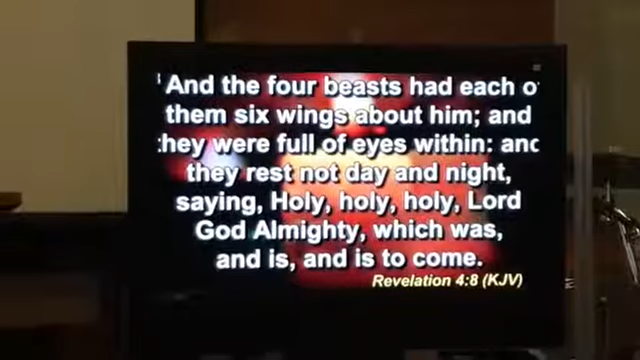 And the four beasts had each o
them six wings about him; and
they were full of eyes within: and
they rest not day and night,
saying, Holy, holy, holy, Lord
God Almighty, which was,
and is, and is to come.
Revelation 4:8 (KJV)